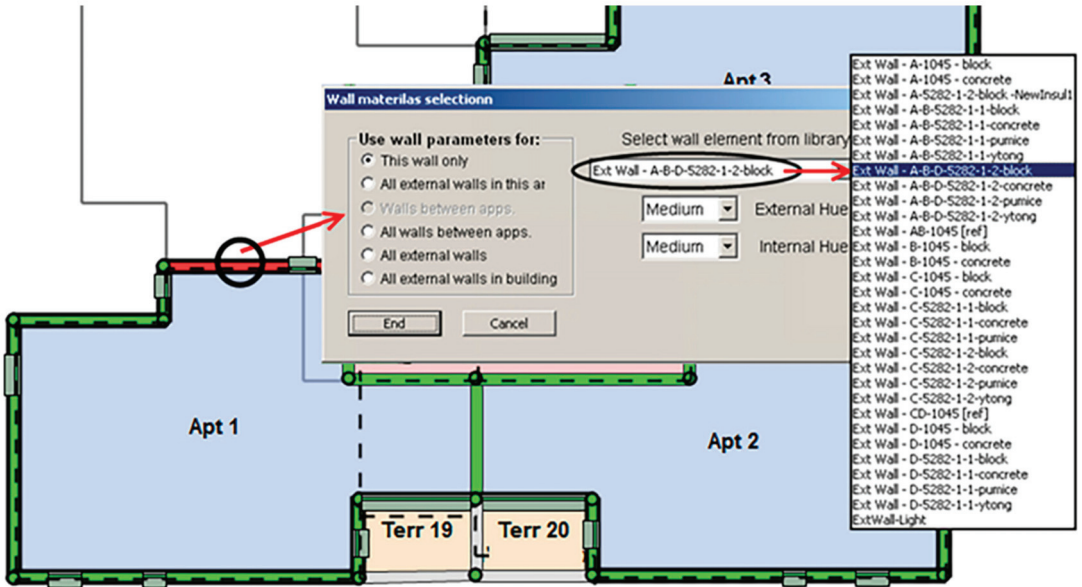 Apt 3
Wall materilas selectionn
Use wall parameters for:
This wall only
All external walls in this ar
Walls between apps.
All walls between apps.
All external walls
All external walls in building
End
Cancel
Select wall element from library
Ext Wall - A-B-D-5282-1-2-block
Medium
External Hue
Medium
Internal Hue
Ext Wall - A-1045 - block
Ext Wall - A-1045 - concrete
Ext Wall - A-5282-1-2-block -NewInsul1
Ext Wall - A-B-5282-1-1-block
Ext Wall - A-B-5282-1-1-concrete
Ext Wall - A-B-5282-1-1-pumice
Ext Wall - A-B-5282-1-1-ytong
Ext Wall - A-B-D-5282-1-2-block
Ext Wall - A-B-D-5282-1-2-concrete
Ext Wall - A-B-D-5282-1-2-pumice
Ext Wall - A-B-D-5282-1-2-ytong
Ext Wall - AB-1045 [ref]
Ext Wall - B-1045 - block
Ext Wall - B-1045 - concrete
Ext Wall - C-1045 - block
Ext Wall - C-1045 - concrete
Ext Wall - C-5282-1-1-block
Ext Wall - C-5282-1-1-concrete
Ext Wall - C-5282-1-1-pumice
Ext Wall - C-5282-1-2-block
Ext Wall - C-5282-1-2-concrete
Ext Wall - C-5282-1-2-pumice
Ext Wall - C-5282-1-2-ytong
Ext Wall - CD-1045 [ref]
Ext Wall - D-1045 - block
Ext Wall - D-1045 - concrete
Ext Wall - D-5282-1-1-block
Ext Wall - D-5282-1-1-concrete
Ext Wall - D-5282-1-1-pumice
Ext Wall - D-5282-1-1-ytong
ExtWall-Light
Apt 1
Apt 2
Terr 19
Terr 20